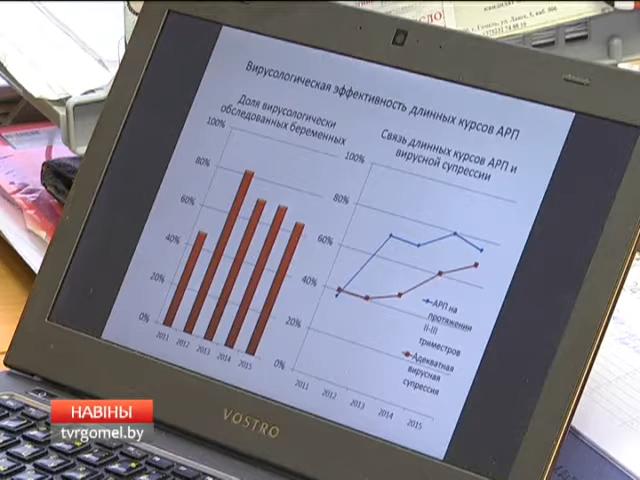 Вирусологическая эффективность длинных курсов АРП
Доля вирусологически
обследованных беременных
100%
80%
60%
40%
20%
0%
2011 2012 2013 2014 2015
Связь длинных курсов АРП и
вирусной супрессии
100%
80%
60%
40%
20%
0%
2011 2012 2013 2014 2015
АРП на
протяжении
II-III
триместров
Адекватная
вирусная
супрессия
VOSTRO
НАВІНЫ
tvrgomel.by